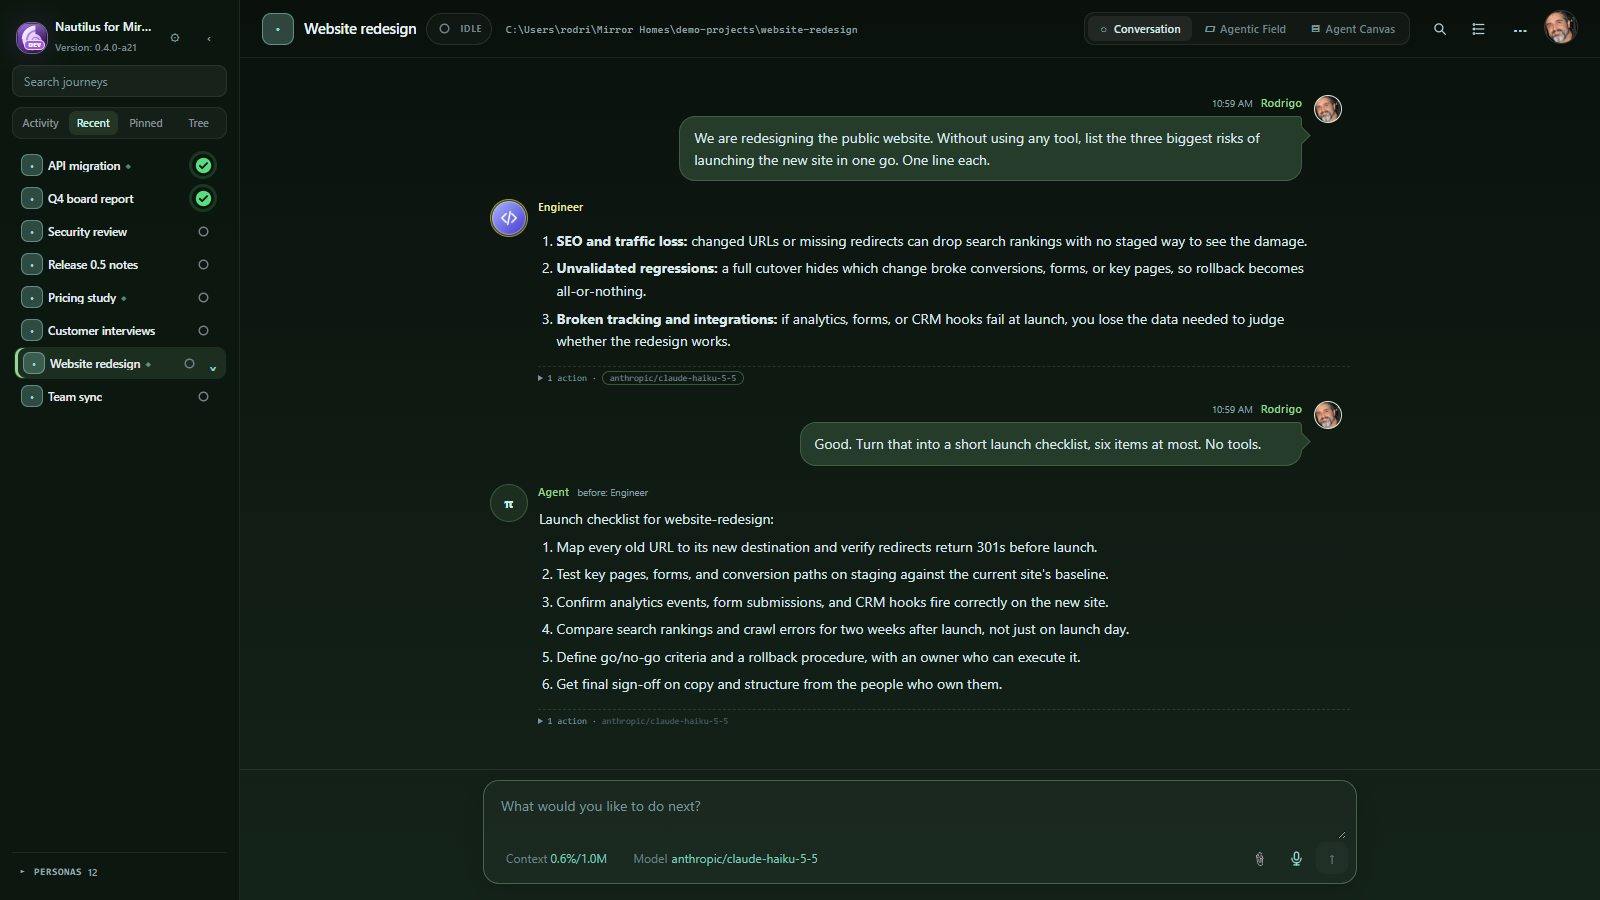 Nautilus for Mir...
Version: 0.4.0-a21
Search journeys
Activity Recent Pinned Tree
API migration
Q4 board report
Security review
Release 0.5 notes
Pricing study
Customer interviews
Website redesign
Team sync
PERSONAS 12
Website redesign IDLE C:\Users\rodri\Mirror Homes\demo-projects\website-redesign
Conversation Agentic Field Agent Canvas
10:59 AM Rodrigo
We are redesigning the public website. Without using any tool, list the three biggest risks of
launching the new site in one go. One line each.
Engineer
1. SEO and traffic loss: changed URLs or missing redirects can drop search rankings with no staged way to see the damage.
2. Unvalidated regressions: a full cutover hides which change broke conversions, forms, or key pages, so rollback becomes
all-or-nothing.
3. Broken tracking and integrations: if analytics, forms, or CRM hooks fail at launch, you lose the data needed to judge
whether the redesign works.
1 action · anthropic/claude-haiku-5-5
10:59 AM Rodrigo
Good. Turn that into a short launch checklist, six items at most. No tools.
π
Agent before: Engineer
Launch checklist for website-redesign:
1. Map every old URL to its new destination and verify redirects return 301s before launch.
2. Test key pages, forms, and conversion paths on staging against the current site's baseline.
3. Confirm analytics events, form submissions, and CRM hooks fire correctly on the new site.
4. Compare search rankings and crawl errors for two weeks after launch, not just on launch day.
5. Define go/no-go criteria and a rollback procedure, with an owner who can execute it.
6. Get final sign-off on copy and structure from the people who own them.
1 action · anthropic/claude-haiku-5-5
What would you like to do next?
Context 0.6%/1.0M Model anthropic/claude-haiku-5-5